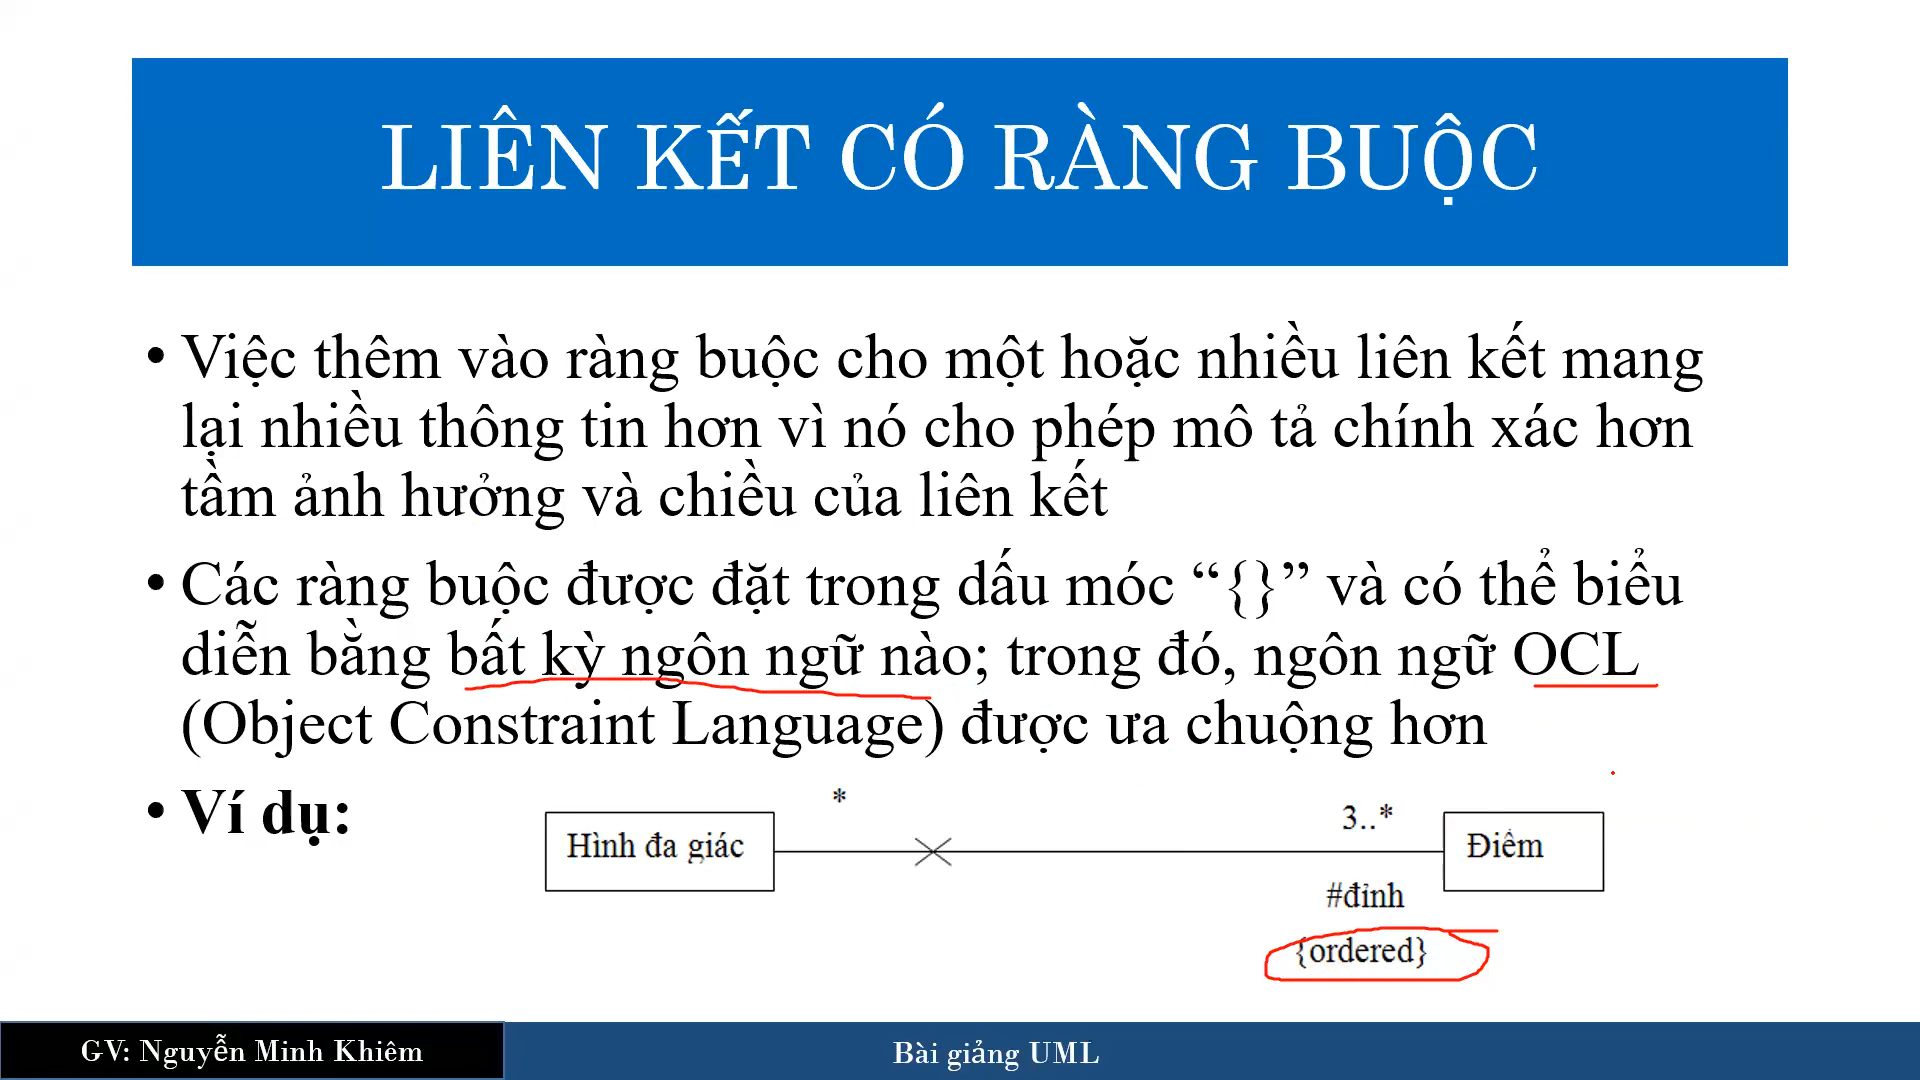 LIÊN KẾT CÓ RÀNG BUỘC
• Việc thêm vào ràng buộc cho một hoặc nhiều liên kết mang
lại nhiều thông tin hơn vì nó cho phép mô tả chính xác hơn
tầm ảnh hưởng và chiều của liên kết
• Các ràng buộc được đặt trong dấu móc “{}” và có thể biểu
diễn bằng bất kỳ ngôn ngữ nào; trong đó, ngôn ngữ OCL
(Object Constraint Language) được ưa chuộng hơn
• Ví dụ:
*
3..*
Hình đa giác
Điểm
#đỉnh
{ordered}
GV: Nguyễn Minh Khiêm
Bài giảng UML